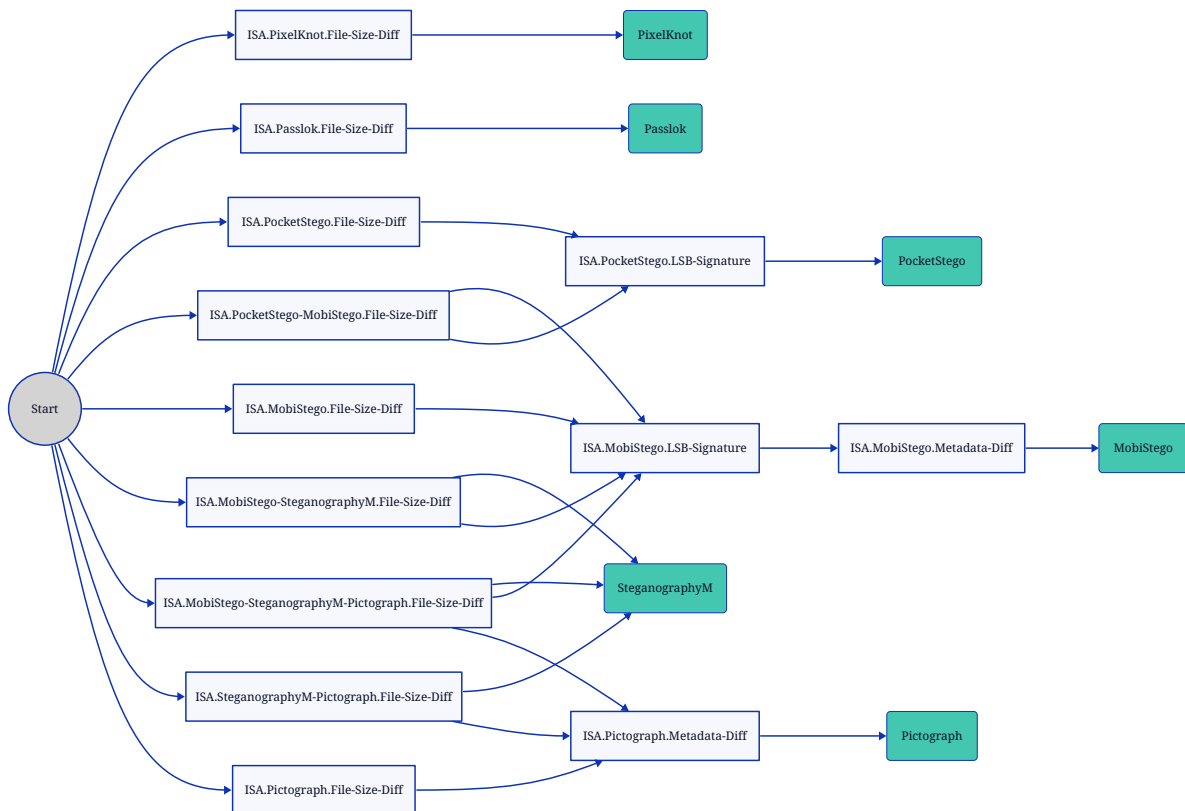 ISA.PixelKnot.File-Size-Diff
PixelKnot
ISA.Passlok.File-Size-Diff
Passlok
ISA.PocketStego.File-Size-Diff
ISA.PocketStego.LSB-Signature
PocketStego
ISA.PocketStego-MobiStego.File-Size-Diff
Start
ISA.MobiStego.File-Size-Diff
ISA.MobiStego.LSB-Signature
ISA.MobiStego.Metadata-Diff
MobiStego
ISA.MobiStego-SteganographyM.File-Size-Diff
SteganographyM
ISA.MobiStego-SteganographyM-Pictograph.File-Size-Diff
ISA.SteganographyM-Pictograph.File-Size-Diff
ISA.Pictograph.Metadata-Diff
Pictograph
ISA.Pictograph.File-Size-Diff